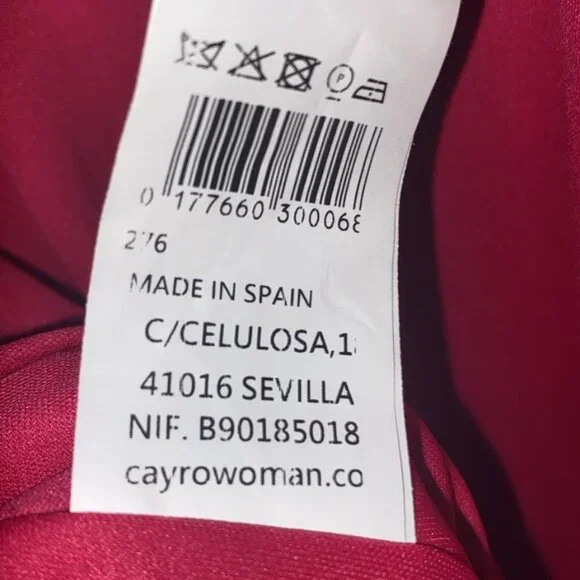 P
0 177660 300068
276
MADE IN SPAIN
C/CELULOSA,1
41016 SEVILLA
NIF. B90185018
cayrowoman.co